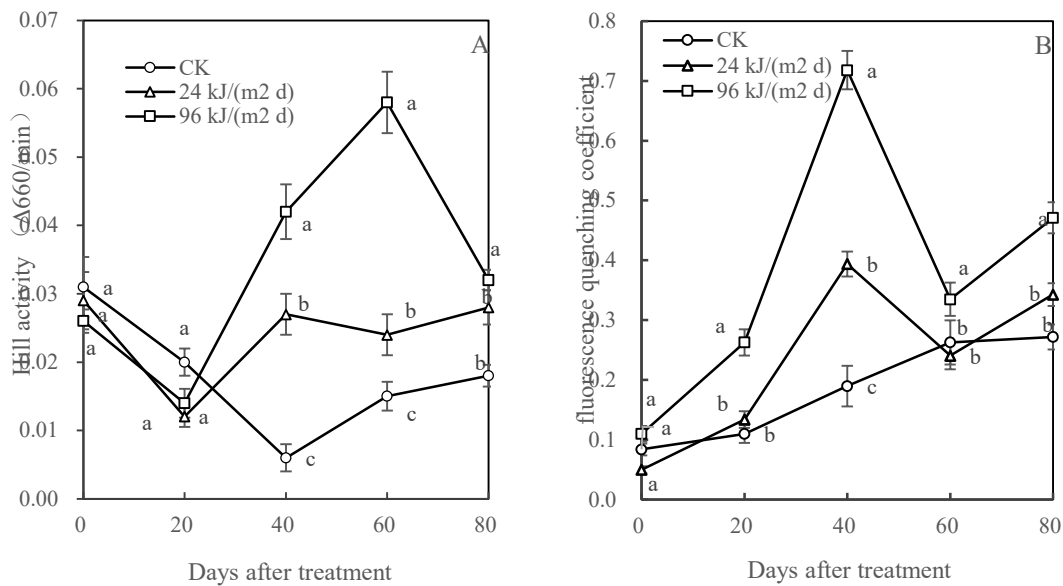 A
Hill activity （Δ660/min）
0.07
0.06
0.05
0.04
0.03
0.02
0.01
0.00
CK
24 kJ/(m2 d)
96 kJ/(m2 d)
a
a
a
a
a
a
a
b
c
a
b
c
a
b
b
0
20
40
60
80
Days after treatment
B
fluorescence quenching coefficient
0.8
0.7
0.6
0.5
0.4
0.3
0.2
0.1
0.0
CK
24 kJ/(m2 d)
96 kJ/(m2 d)
a
a
a
a
b
b
a
b
c
a
b
b
a
b
b
0
20
40
60
80
Days after treatment